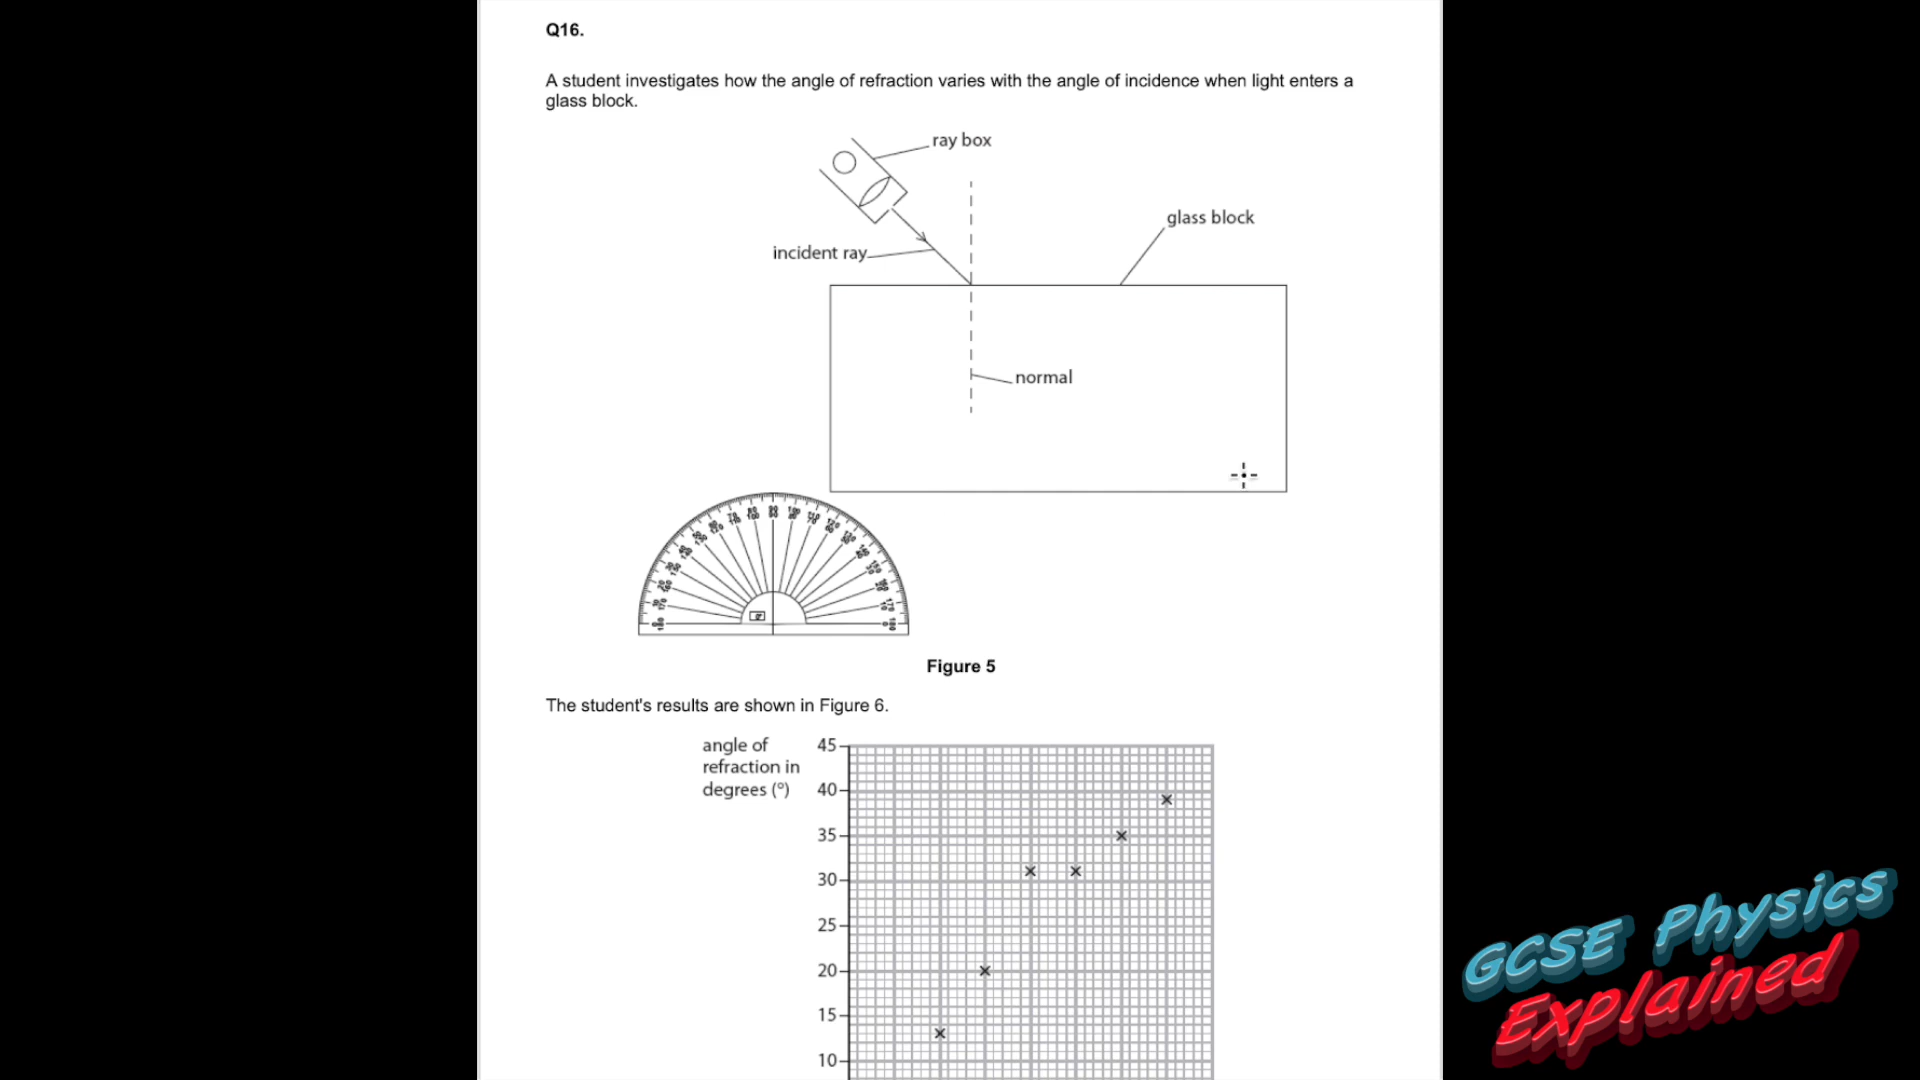 Q16.
A student investigates how the angle of refraction varies with the angle of incidence when light enters a
glass block.
ray box
glass block
incident ray
normal
Figure 5
The student's results are shown in Figure 6.
angle of
refraction in
degrees (°)
45
40
35
30
25
20
15
10
GCSE Physics
Explained